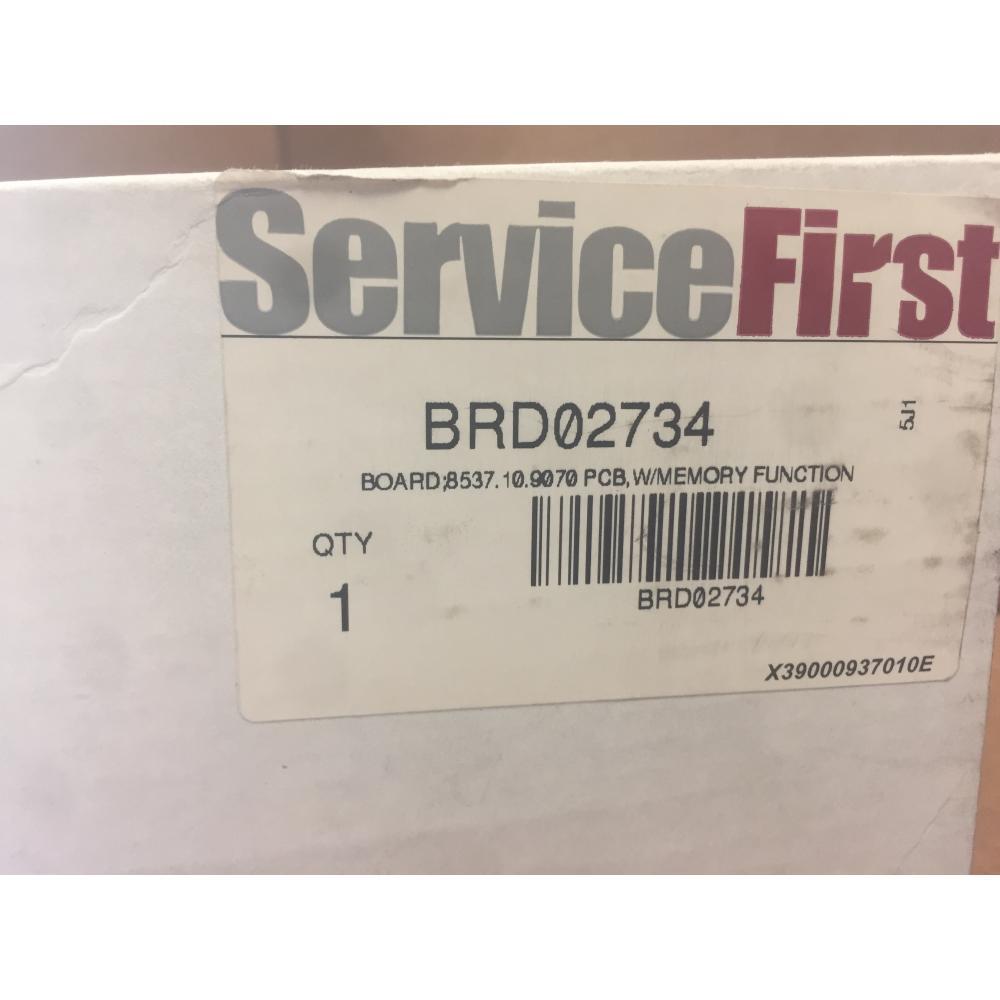 ServiceFirst
BRD02734
5J1
BOARD;8537.10.9070 PCB, W/MEMORY FUNCTION
QTY
1
BRD02734
X39000937010E